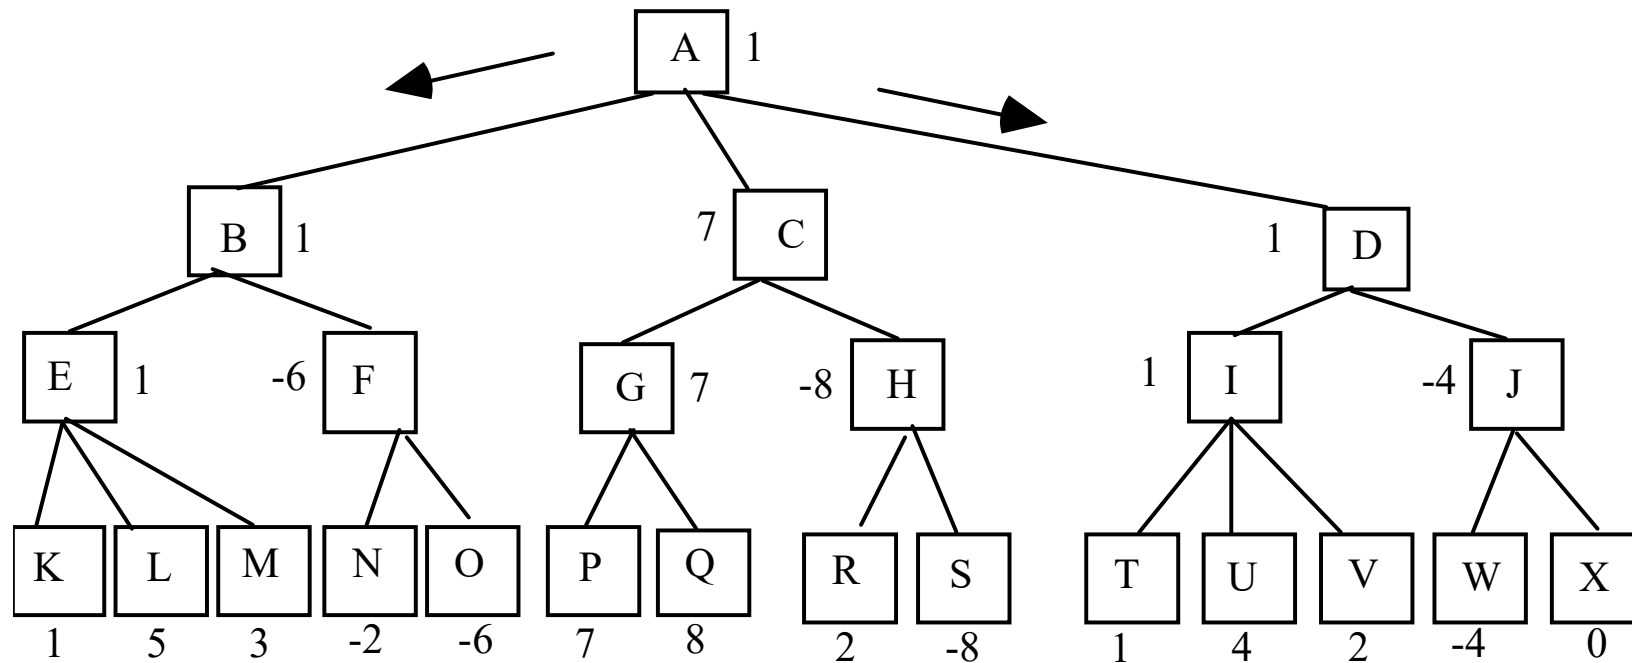 A 1
B 1 7 C 1 D
E 1 -6 F G 7 -8 H 1 I -4 J
K L M N O P Q R S T U V W X
1 5 3 -2 -6 7 8 2 -8 1 4 2 -4 0